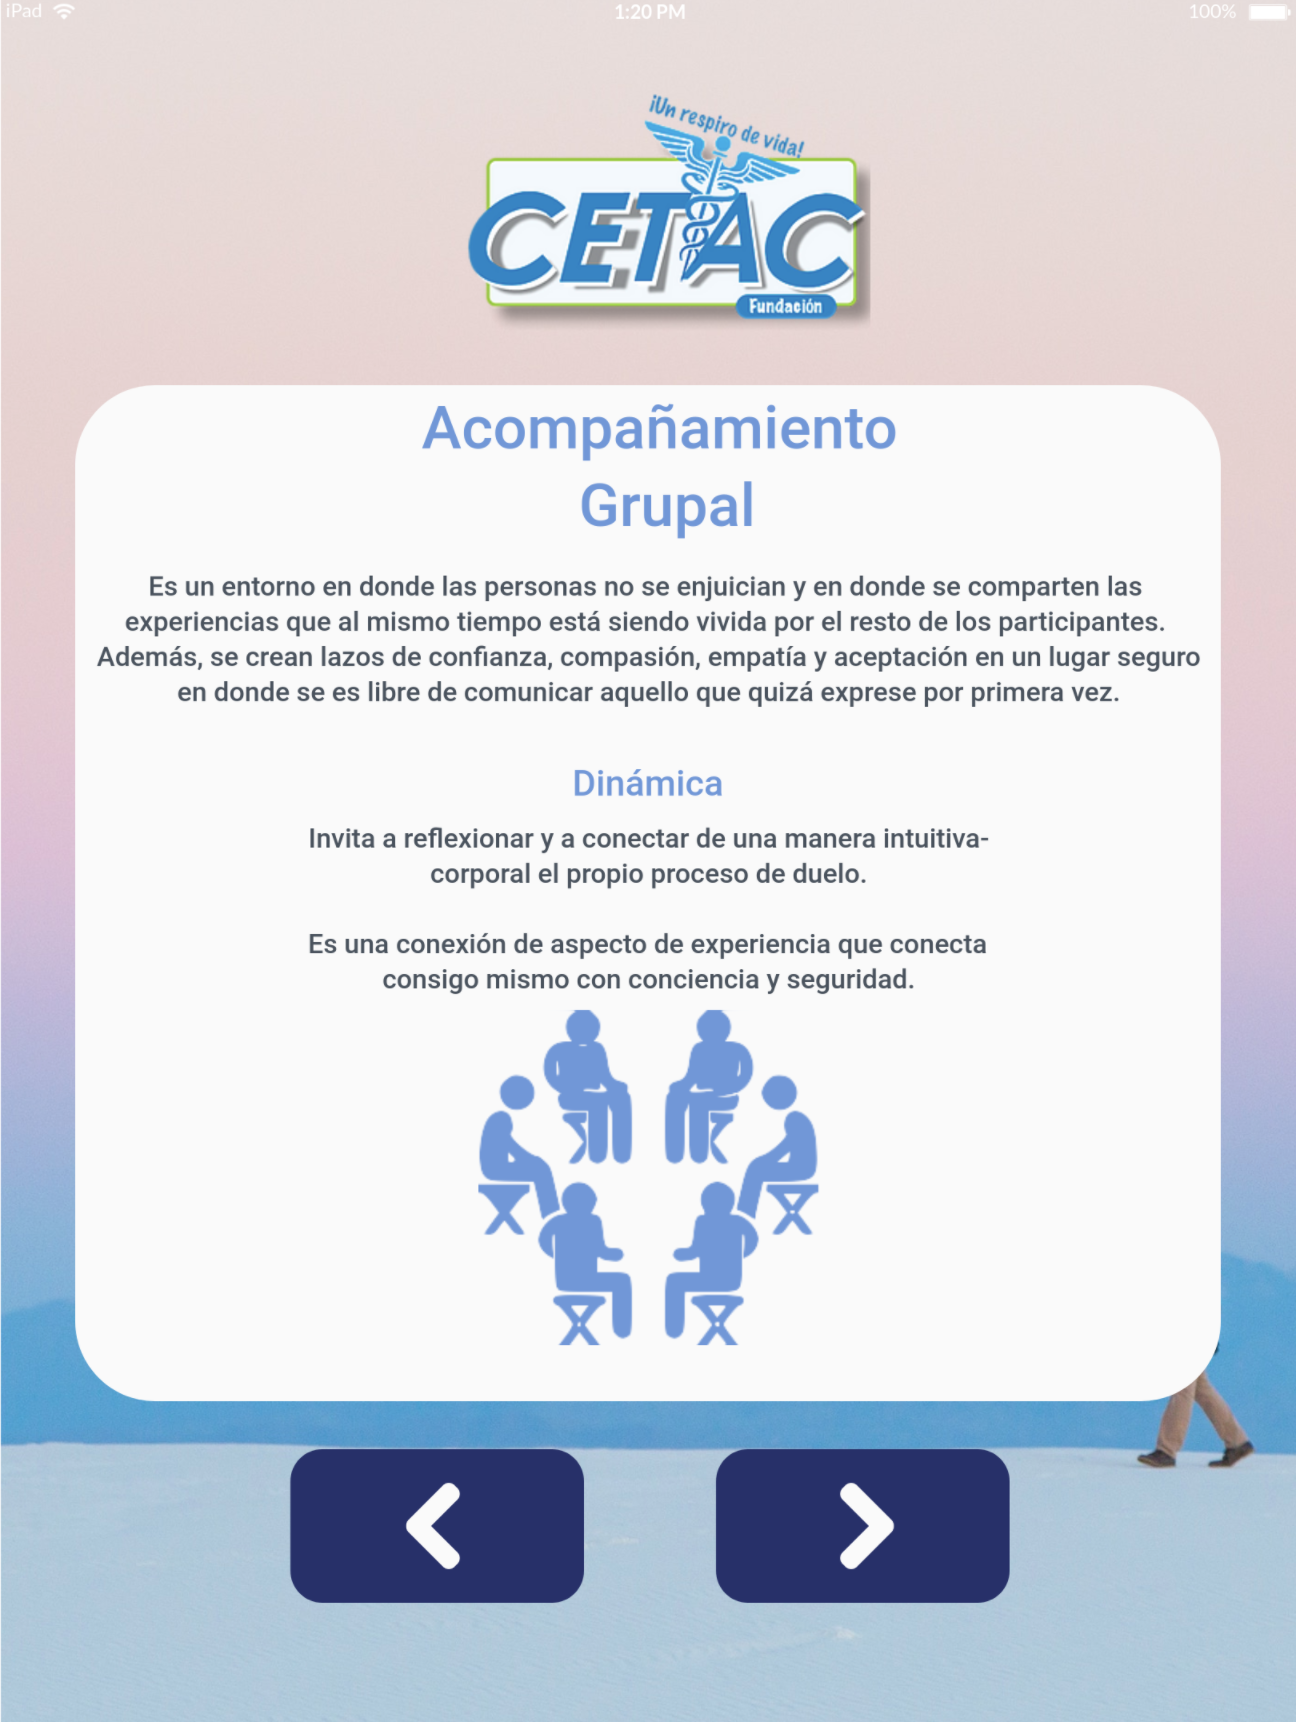 iPad
1:20 PM
100%
¡Un respiro de vida!
CETAC
Fundación
Acompañamiento
Grupal
Es un entorno en donde las personas no se enjuician y en donde se comparten las
experiencias que al mismo tiempo está siendo vivida por el resto de los participantes.
Además, se crean lazos de confianza, compasión, empatía y aceptación en un lugar seguro
en donde se es libre de comunicar aquello que quizá exprese por primera vez.
Dinámica
Invita a reflexionar y a conectar de una manera intuitiva-
corporal el propio proceso de duelo.
Es una conexión de aspecto de experiencia que conecta
consigo mismo con conciencia y seguridad.